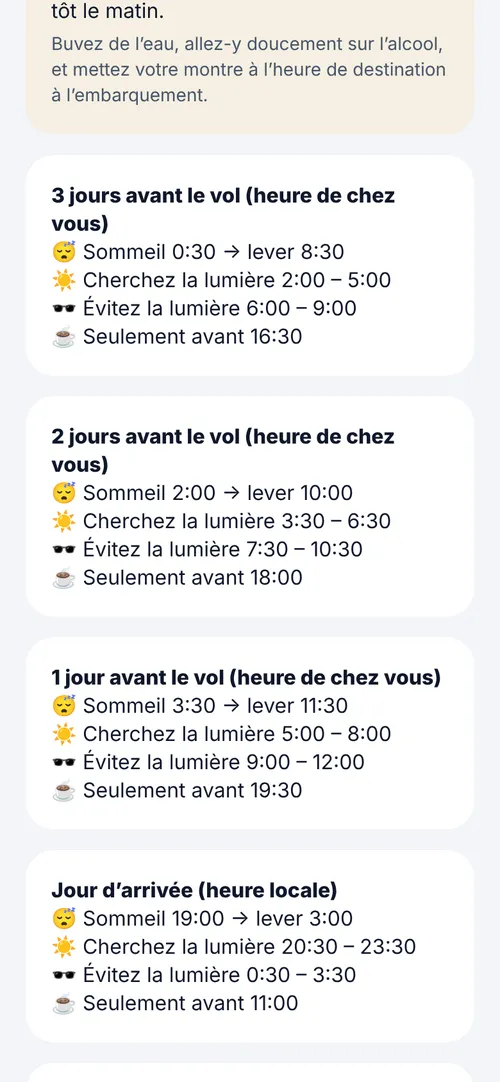 tôt le matin.
Buvez de l’eau, allez-y doucement sur l’alcool,
et mettez votre montre à l’heure de destination
à l’embarquement.
3 jours avant le vol (heure de chez
vous)
😴 Sommeil 0:30 → lever 8:30
☀️ Cherchez la lumière 2:00 – 5:00
🕶️ Évitez la lumière 6:00 – 9:00
☕ Seulement avant 16:30
2 jours avant le vol (heure de chez
vous)
😴 Sommeil 2:00 → lever 10:00
☀️ Cherchez la lumière 3:30 – 6:30
🕶️ Évitez la lumière 7:30 – 10:30
☕ Seulement avant 18:00
1 jour avant le vol (heure de chez vous)
😴 Sommeil 3:30 → lever 11:30
☀️ Cherchez la lumière 5:00 – 8:00
🕶️ Évitez la lumière 9:00 – 12:00
☕ Seulement avant 19:30
Jour d’arrivée (heure locale)
😴 Sommeil 19:00 → lever 3:00
☀️ Cherchez la lumière 20:30 – 23:30
🕶️ Évitez la lumière 0:30 – 3:30
☕ Seulement avant 11:00